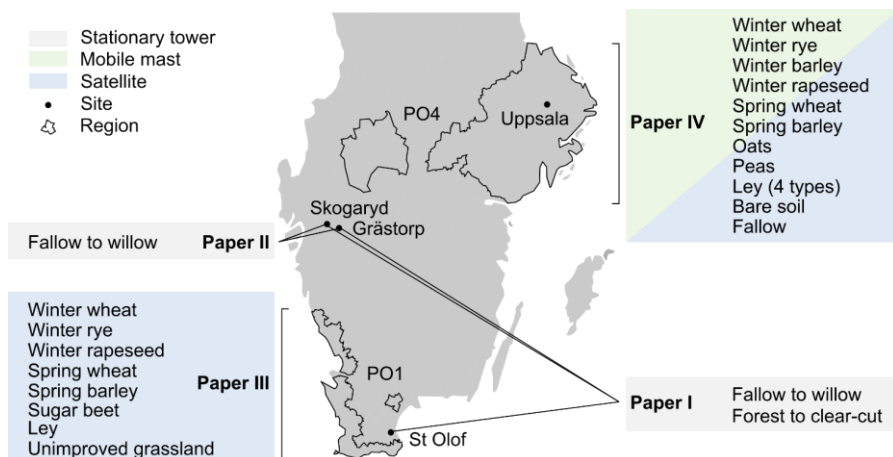 Stationary tower
Mobile mast
Satellite
Site
Region
PO4
Uppsala
Paper IV
Winter wheat
Winter rye
Winter barley
Winter rapeseed
Spring wheat
Spring barley
Oats
Peas
Ley (4 types)
Bare soil
Fallow
Skogaryd
Grästorp
Fallow to willow
Paper II
Winter wheat
Winter rye
Winter rapeseed
Spring wheat
Spring barley
Sugar beet
Ley
Unimproved grassland
Paper III
PO1
St Olof
Paper I
Fallow to willow
Forest to clear-cut